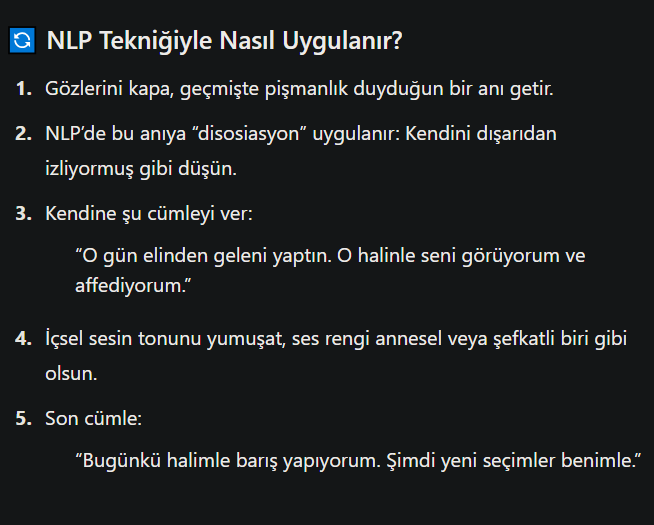 NLP Tekniğiyle Nasıl Uygulanır?
1. Gözlerini kapa, geçmişte pişmanlık duyduğun bir anı getir.
2. NLP’de bu anıya “disosiasyon” uygulanır: Kendini dışarıdan
izliyormuş gibi düşün.
3. Kendine şu cümleyi ver:
“O gün elinden geleni yaptın. O halinle seni görüyorum ve
affediyorum.”
4. İçsel sesin tonunu yumuşat, ses rengi annesel veya şefkatli biri gibi
olsun.
5. Son cümle:
“Bugünkü halimle barış yapıyorum. Şimdi yeni seçimler benimle.”